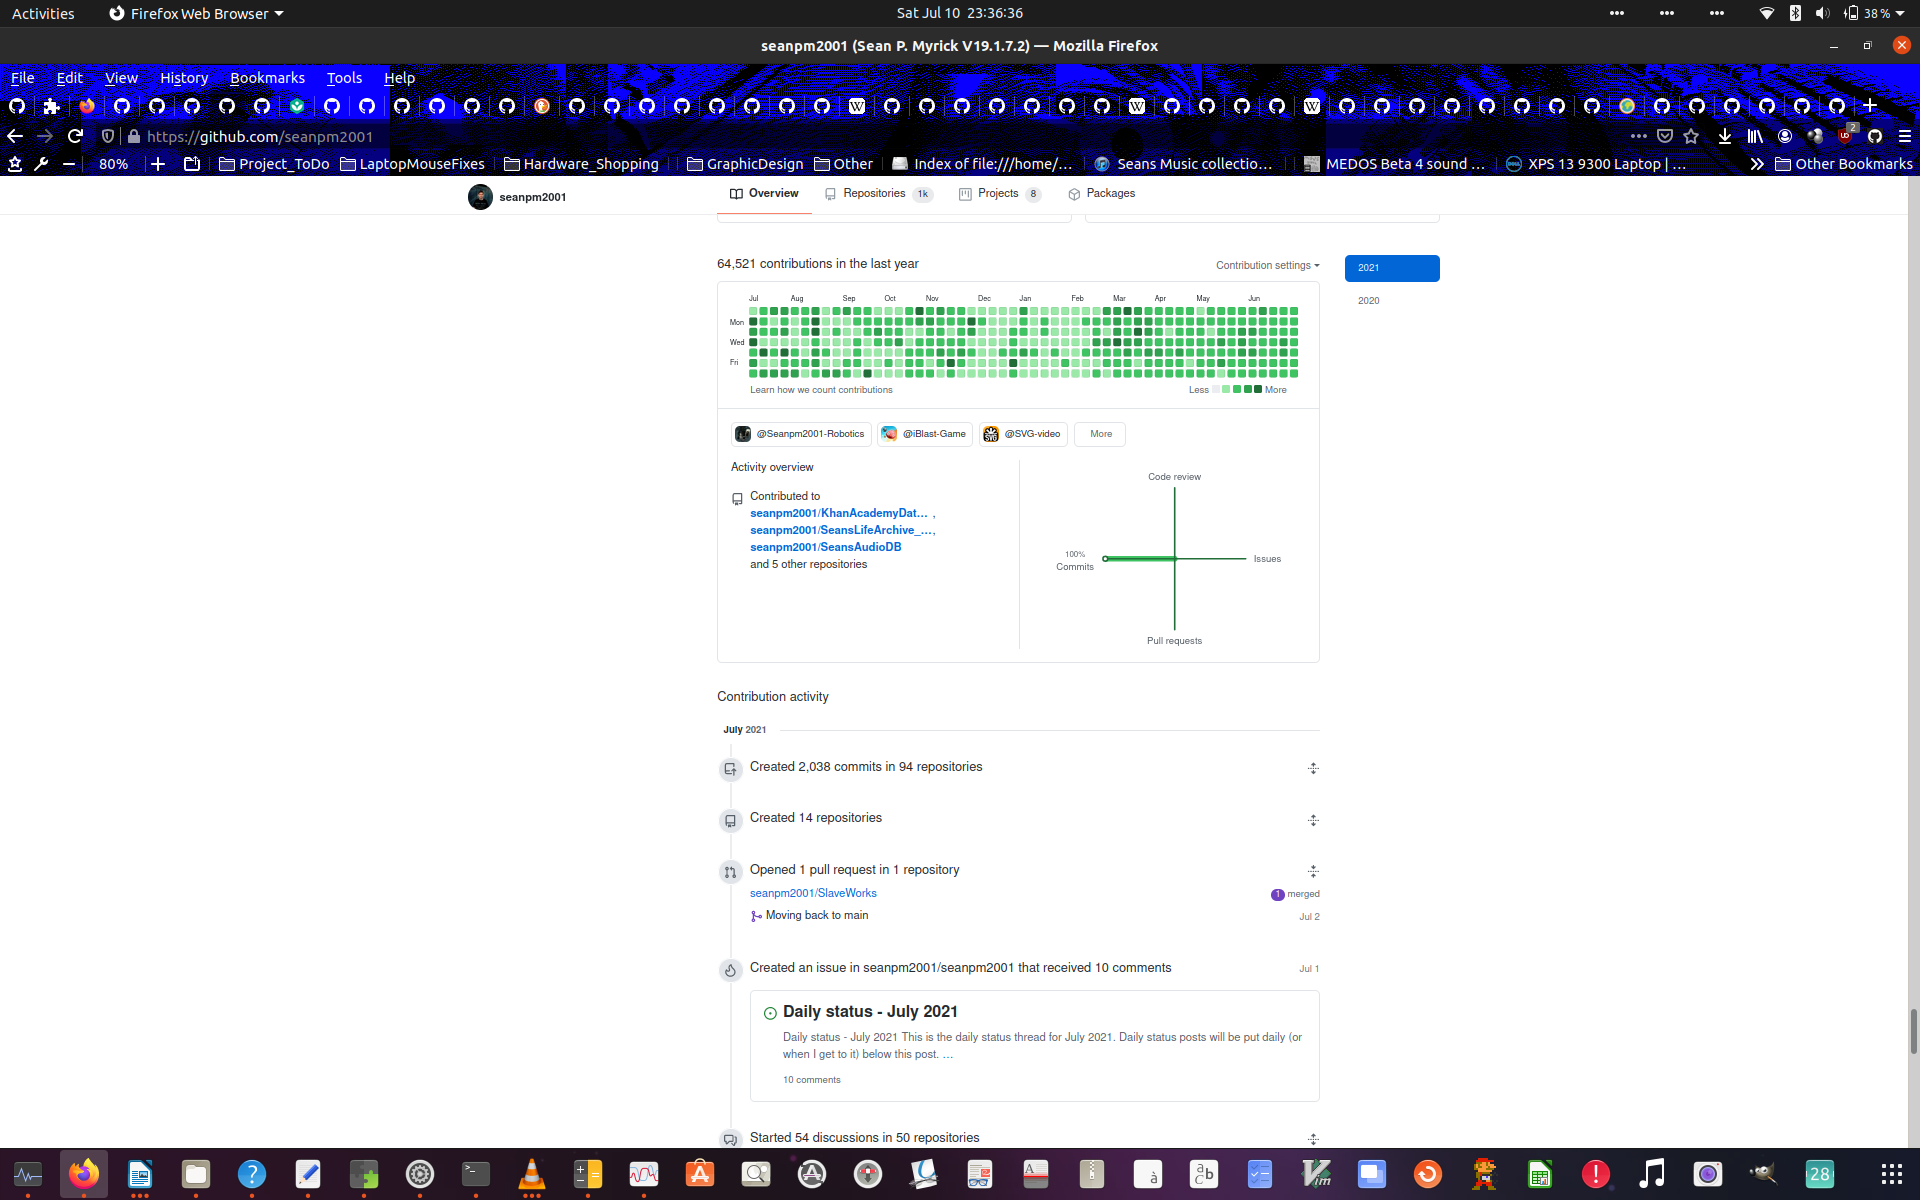 Activities
Firefox Web Browser
Sat Jul 10 23:36:36
38 %
seanpm2001 (Sean P. Myrick V19.1.7.2) — Mozilla Firefox
File Edit View History Bookmarks Tools Help
https://github.com/seanpm2001
2
80%
Project_ToDo
LaptopMouseFixes
Hardware_Shopping
GraphicDesign
Other
Index of file:///home/…
Seans Music collectio…
MEDOS Beta 4 sound …
XPS 13 9300 Laptop | …
Other Bookmarks
seanpm2001
Overview
Repositories 1k
Projects 8
Packages
64,521 contributions in the last year
Contribution settings
2021
2020
Jul Aug Sep Oct Nov Dec Jan Feb Mar Apr May Jun
Mon
Wed
Fri
Learn how we count contributions
Less More
@Seanpm2001-Robotics
@iBlast-Game
@SVG-video
More
Activity overview
Contributed to
seanpm2001/KhanAcademyDat… ,
seanpm2001/SeansLifeArchive_…,
seanpm2001/SeansAudioDB
and 5 other repositories
Code review
100%
Commits
Issues
Pull requests
Contribution activity
July 2021
Created 2,038 commits in 94 repositories
Created 14 repositories
Opened 1 pull request in 1 repository
seanpm2001/SlaveWorks
1 merged
Moving back to main
Jul 2
Created an issue in seanpm2001/seanpm2001 that received 10 comments
Jul 1
Daily status - July 2021
Daily status - July 2021 This is the daily status thread for July 2021. Daily status posts will be put daily (or
when I get to it) below this post. …
10 comments
Started 54 discussions in 50 repositories
28